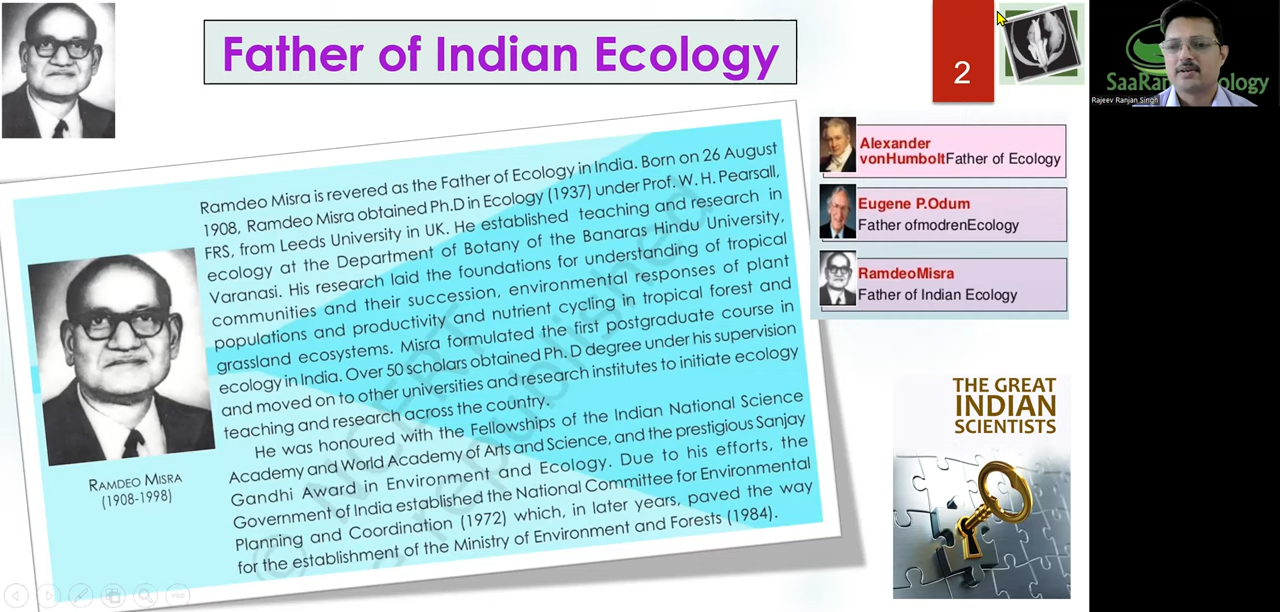 Father of Indian Ecology
2
SaaRan ology
Rajeev Ranjan Singh
Ramdeo Misra is revered as the Father of Ecology in India. Born on 26 August
1908, Ramdeo Misra obtained Ph.D in Ecology (1937) under Prof. W. H. Pearsall,
FRS, from Leeds University in UK. He established teaching and research in
ecology at the Department of Botany of the Banaras Hindu University,
Varanasi. His research laid the foundations for understanding of tropical
communities and their succession, environmental responses of plant
populations and productivity and nutrient cycling in tropical forest and
grassland ecosystems. Misra formulated the first postgraduate course in
ecology in India. Over 50 scholars obtained Ph. D degree under his supervision
and moved on to other universities and research institutes to initiate ecology
teaching and research across the country.
He was honoured with the Fellowships of the Indian National Science
Academy and World Academy of Arts and Science, and the prestigious Sanjay
Gandhi Award in Environment and Ecology. Due to his efforts, the
Government of India established the National Committee for Environmental
Planning and Coordination (1972) which, in later years, paved the way
for the establishment of the Ministry of Environment and Forests (1984).
RAMDEO MISRA
(1908-1998)
Alexander
vonHumboltFather of Ecology
Eugene P.Odum
Father ofmodrenEcology
RamdeoMisra
Father of Indian Ecology
THE GREAT
INDIAN
SCIENTISTS